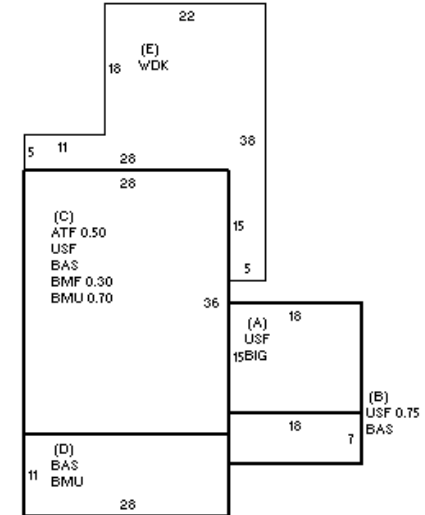 22
(E)
WDK
18
38
5
11
28
28
(C)
ATF 0.50
USF
BAS
BMF 0.30
BMU 0.70
15
5
36
18
(A)
USF
15BIG
(B)
USF 0.75
BAS
18
7
(D)
BAS
BMU
11
28